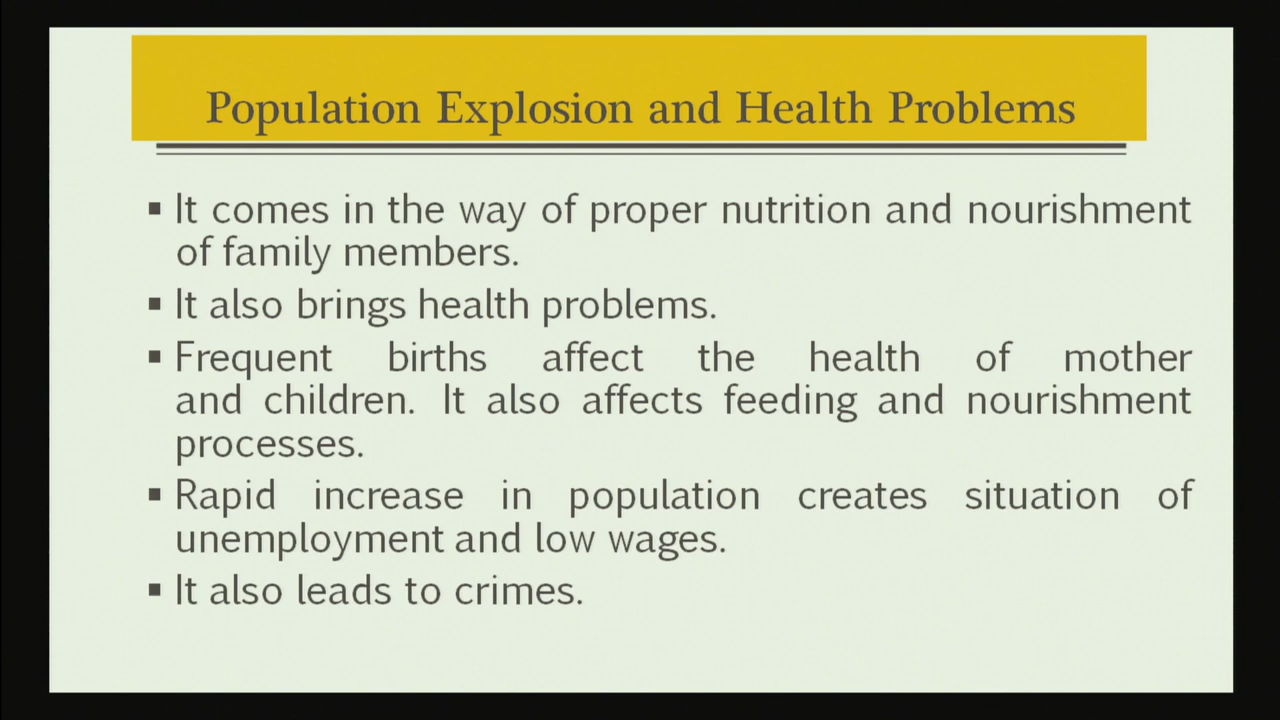 Population Explosion and Health Problems
▪ It comes in the way of proper nutrition and nourishment
of family members.
▪ It also brings health problems.
▪ Frequent births affect the health of mother
and children. It also affects feeding and nourishment
processes.
▪ Rapid increase in population creates situation of
unemployment and low wages.
▪ It also leads to crimes.